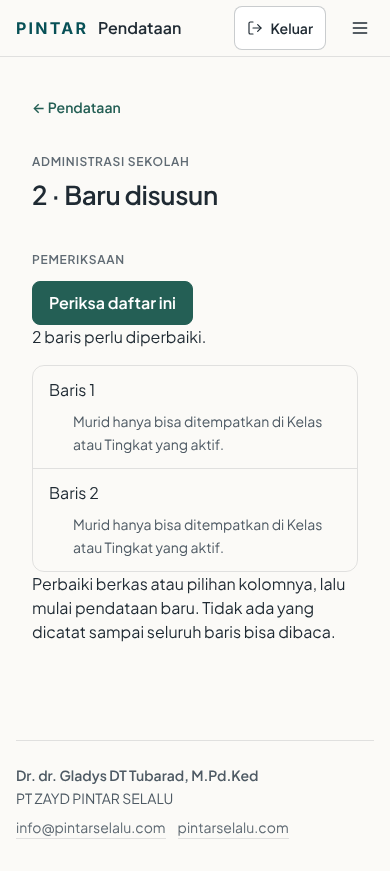 PINTAR Pendataan Keluar
← Pendataan
ADMINISTRASI SEKOLAH
2 · Baru disusun
PEMERIKSAAN
Periksa daftar ini
2 baris perlu diperbaiki.
Baris 1
Murid hanya bisa ditempatkan di Kelas
atau Tingkat yang aktif.
Baris 2
Murid hanya bisa ditempatkan di Kelas
atau Tingkat yang aktif.
Perbaiki berkas atau pilihan kolomnya, lalu
mulai pendataan baru. Tidak ada yang
dicatat sampai seluruh baris bisa dibaca.
Dr. dr. Gladys DT Tubarad, M.Pd.Ked
PT ZAYD PINTAR SELALU
info@pintarselalu.com pintarselalu.com